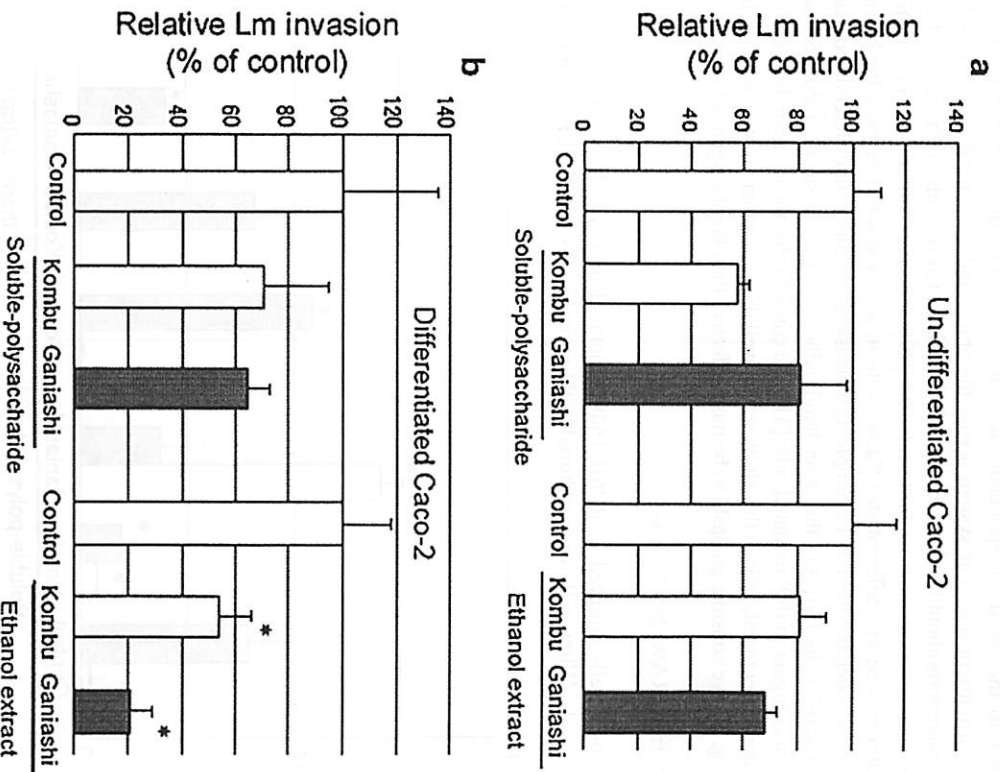 a
Un-differentiated Caco-2
Relative Lm invasion
(% of control)
140
120
100
80
60
40
20
0
Control Kombu Ganiashi Control Kombu Ganiashi
Soluble-polysaccharide Ethanol extract
b
Differentiated Caco-2
Relative Lm invasion
(% of control)
140
120
100
80
60
40
20
0
*
*
Control Kombu Ganiashi Control Kombu Ganiashi
Soluble-polysaccharide Ethanol extract